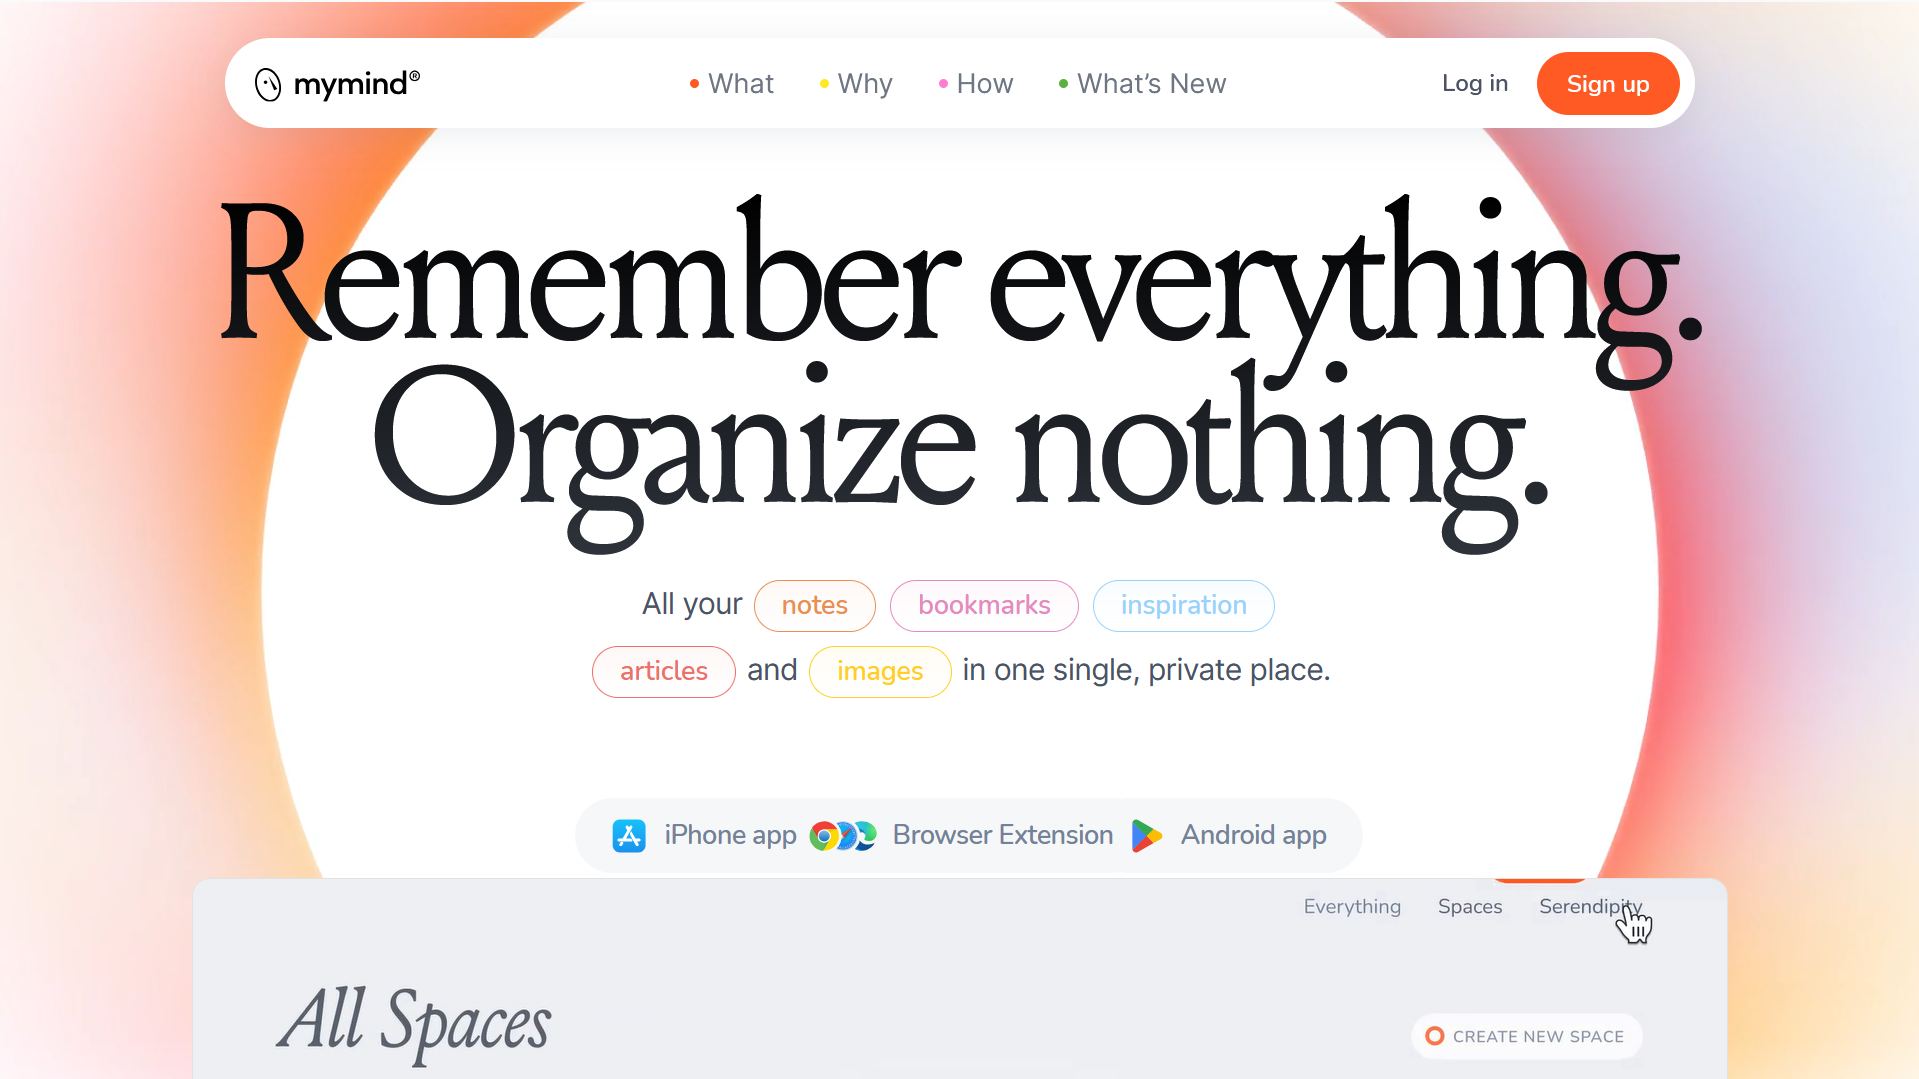 mymind®
What Why How What's New
Log in Sign up
Remember everything.
Organize nothing.
All your notes bookmarks inspiration
articles and images in one single, private place.
iPhone app Browser Extension Android app
Everything Spaces Serendipity
All Spaces
CREATE NEW SPACE